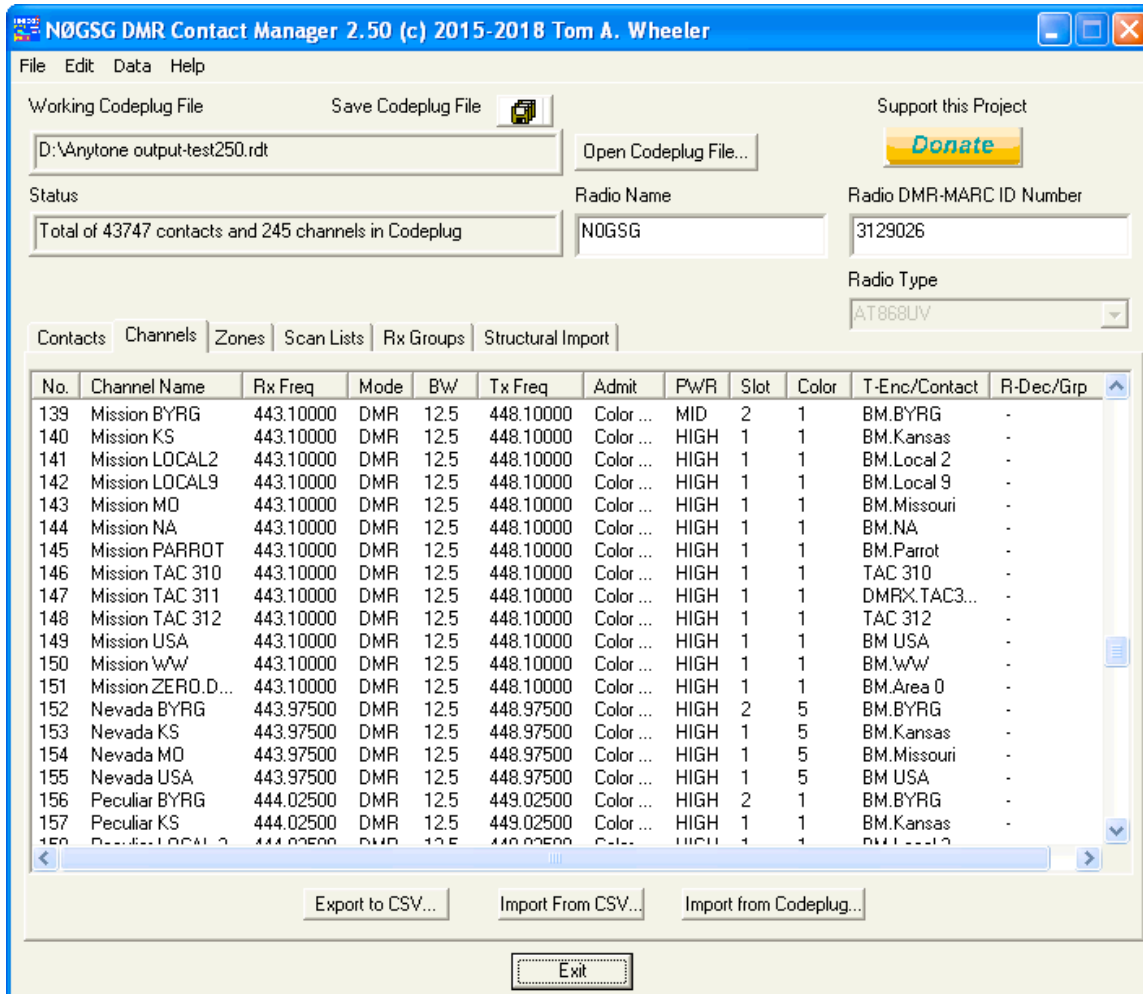 NØGSG DMR Contact Manager 2.50 (c) 2015-2018 Tom A. Wheeler
File Edit Data Help
Working Codeplug File Save Codeplug File Support this Project
D:\Anytone output-test250.rdt Open Codeplug File... Donate
Status Radio Name Radio DMR-MARC ID Number
Total of 43747 contacts and 245 channels in Codeplug N0GSG 3129026
Radio Type
AT868UV
Contacts Channels Zones Scan Lists Rx Groups Structural Import
No. Channel Name Rx Freq Mode BW Tx Freq Admit PWR Slot Color T-Enc/Contact R-Dec/Grp
139 Mission BYRG 443.10000 DMR 12.5 448.10000 Color ... MID 2 1 BM.BYRG -
140 Mission KS 443.10000 DMR 12.5 448.10000 Color ... HIGH 1 1 BM.Kansas -
141 Mission LOCAL2 443.10000 DMR 12.5 448.10000 Color ... HIGH 1 1 BM.Local 2 -
142 Mission LOCAL9 443.10000 DMR 12.5 448.10000 Color ... HIGH 1 1 BM.Local 9 -
143 Mission MO 443.10000 DMR 12.5 448.10000 Color ... HIGH 1 1 BM.Missouri -
144 Mission NA 443.10000 DMR 12.5 448.10000 Color ... HIGH 1 1 BM.NA -
145 Mission PARROT 443.10000 DMR 12.5 448.10000 Color ... HIGH 1 1 BM.Parrot -
146 Mission TAC 310 443.10000 DMR 12.5 448.10000 Color ... HIGH 1 1 TAC 310 -
147 Mission TAC 311 443.10000 DMR 12.5 448.10000 Color ... HIGH 1 1 DMRX.TAC3... -
148 Mission TAC 312 443.10000 DMR 12.5 448.10000 Color ... HIGH 1 1 TAC 312 -
149 Mission USA 443.10000 DMR 12.5 448.10000 Color ... HIGH 1 1 BM USA -
150 Mission WW 443.10000 DMR 12.5 448.10000 Color ... HIGH 1 1 BM.WW -
151 Mission ZERO.D... 443.10000 DMR 12.5 448.10000 Color ... HIGH 1 1 BM.Area 0 -
152 Nevada BYRG 443.97500 DMR 12.5 448.97500 Color ... HIGH 2 5 BM.BYRG -
153 Nevada KS 443.97500 DMR 12.5 448.97500 Color ... HIGH 1 5 BM.Kansas -
154 Nevada MO 443.97500 DMR 12.5 448.97500 Color ... HIGH 1 5 BM.Missouri -
155 Nevada USA 443.97500 DMR 12.5 448.97500 Color ... HIGH 1 5 BM USA -
156 Peculiar BYRG 444.02500 DMR 12.5 449.02500 Color ... HIGH 2 1 BM.BYRG -
157 Peculiar KS 444.02500 DMR 12.5 449.02500 Color ... HIGH 1 1 BM.Kansas -
Export to CSV... Import From CSV... Import from Codeplug...
Exit